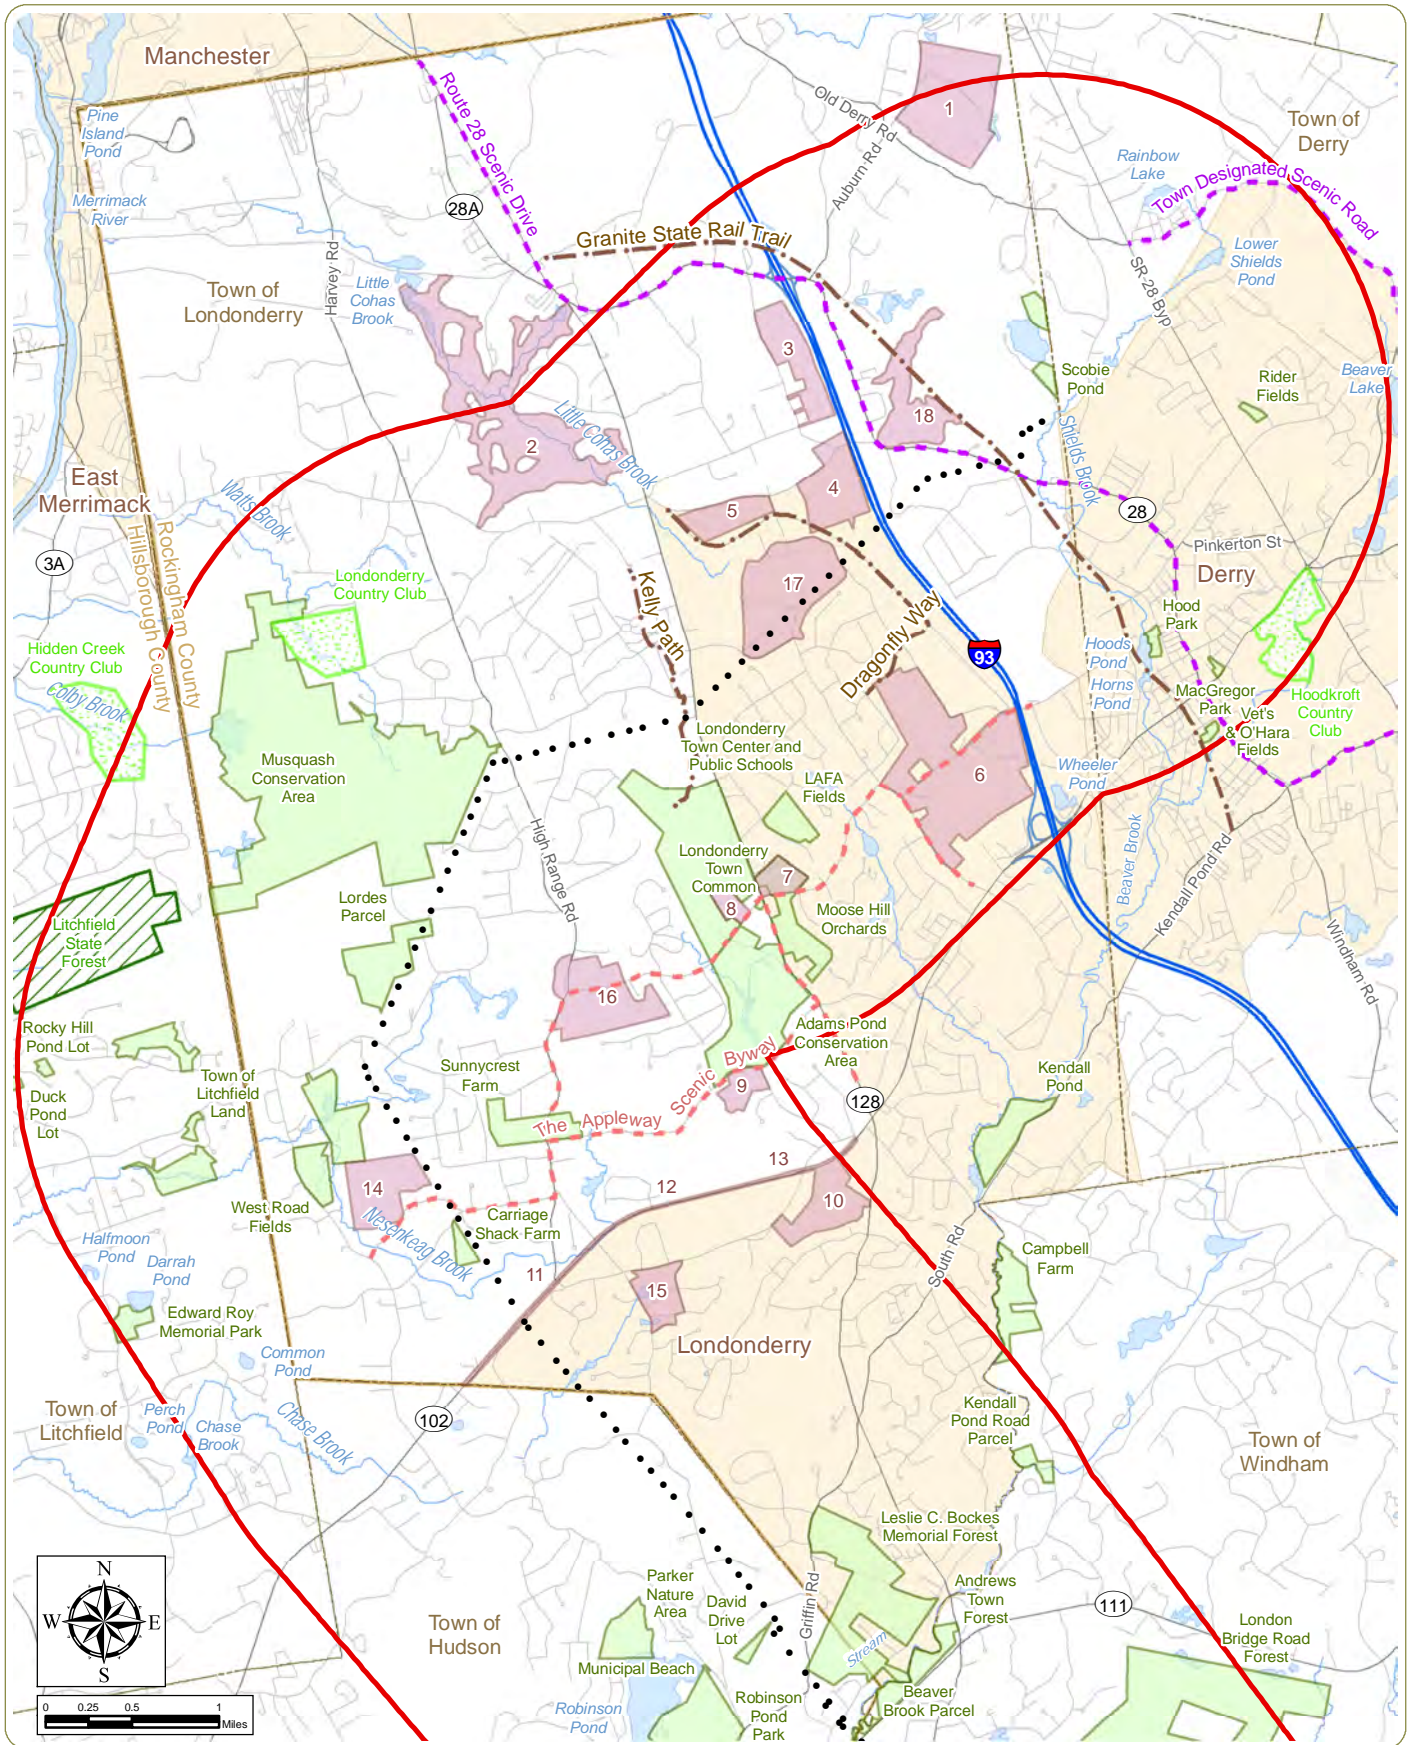 Manchester
Pine
Island
Pond
Merrimack
River
Route 28 Scenic Drive
28A
Harvey Rd
Old Derry Rd
Auburn Rd
1
Town of
Derry
Rainbow
Lake
Town Designated Scenic Road
Lower
Shields
Pond
SR-28 Byp
Granite State Rail Trail
Town of
Londonderry
Little
Cohas
Brook
3
18
Scobie
Pond
Rider
Fields
Beaver
Lake
2
Little Cohas Brook
Shields Brook
East
Merrimack
Watts Brook
4
5
28
Pinkerton St
Derry
3A
Rockingham County
Hillsborough County
Londonderry
Country Club
Kelly Path
17
Dragonfly Way
93
Hood
Park
Hoods
Pond
Horns
Pond
Hidden Creek
Country Club
Colby Brook
MacGregor
Park
Vet's
& O'Hara
Fields
Hoodkroft
Country
Club
Londonderry
Town Center and
Public Schools
Musquash
Conservation
Area
LAFA
Fields
6
Wheeler
Pond
High Range Rd
Londonderry
Town
Common
7
8
Beaver Brook
Kendall Pond Rd
Lordes
Parcel
Moose Hill
Orchards
Litchfield
State
Forest
Windham Rd
16
Rocky Hill
Pond Lot
Adams Pond
Conservation
Area
Sunnycrest
Farm
The Appleway Scenic Byway
9
Kendall
Pond
Duck
Pond
Lot
Town of
Litchfield
Land
128
13
12
10
14
West Road
Fields
Nesenkeag Brook
Carriage
Shack Farm
Halfmoon
Pond
Darrah
Pond
11
15
South Rd
Campbell
Farm
Edward Roy
Memorial Park
Londonderry
Common
Pond
Town of
Litchfield
Perch
Pond
Chase
Brook
Chase Brook
102
Kendall
Pond Road
Parcel
Town of
Windham
Leslie C. Bockes
Memorial Forest
N
W
E
S
Parker
Nature
Area
David
Drive
Lot
Griffin Rd
Andrews
Town
Forest
111
Town of
Hudson
London
Bridge Road
Forest
Stream
Municipal Beach
Robinson
Pond
Robinson
Pond
Park
Beaver
Brook Parcel
0 0.25 0.5 1
Miles